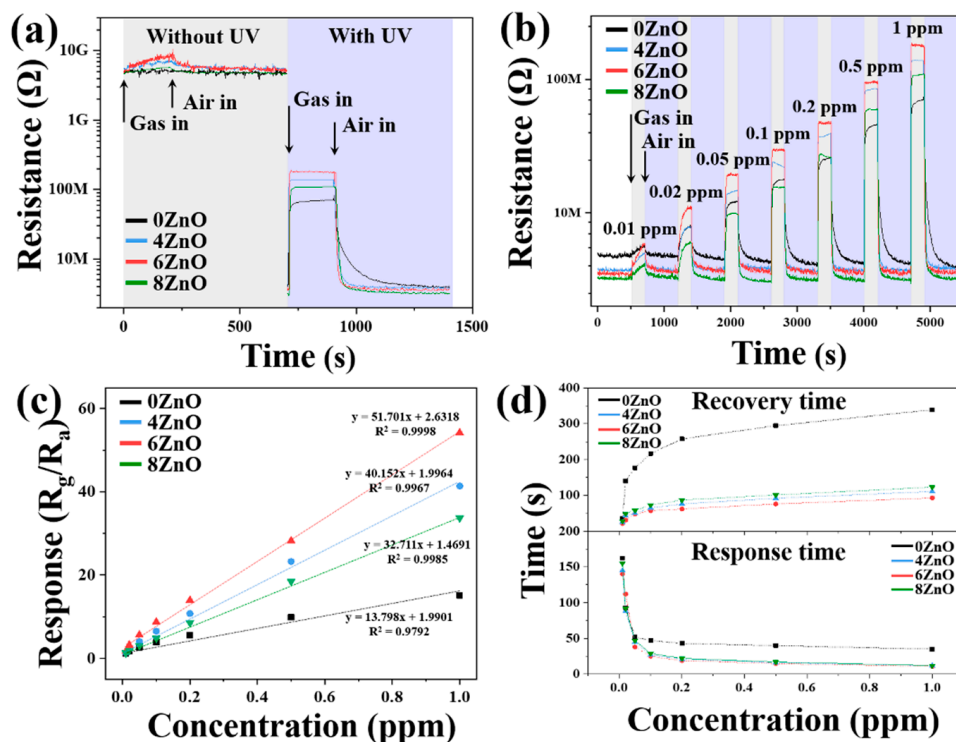 (a)
Without UV
With UV
10G
1G
100M
10M
Resistance (Ω)
Gas in
Air in
Gas in
Air in
0ZnO
4ZnO
6ZnO
8ZnO
0
500
1000
1500
Time (s)
(b)
0ZnO
4ZnO
6ZnO
8ZnO
1 ppm
0.5 ppm
0.2 ppm
0.1 ppm
0.05 ppm
0.02 ppm
0.01 ppm
Gas in
Air in
100M
10M
Resistance (Ω)
0
1000
2000
3000
4000
5000
Time (s)
(c)
0ZnO
4ZnO
6ZnO
8ZnO
y = 51.701x + 2.6318
R² = 0.9998
y = 40.152x + 1.9964
R² = 0.9967
y = 32.711x + 1.4691
R² = 0.9985
y = 13.798x + 1.9901
R² = 0.9792
60
40
20
0
Response (Rg/Ra)
0.0
0.2
0.4
0.6
0.8
1.0
Concentration (ppm)
(d)
0ZnO
4ZnO
6ZnO
8ZnO
Recovery time
400
300
200
100
200
150
100
50
0
Time (s)
Response time
0ZnO
4ZnO
6ZnO
8ZnO
0.0
0.2
0.4
0.6
0.8
1.0
Concentration (ppm)